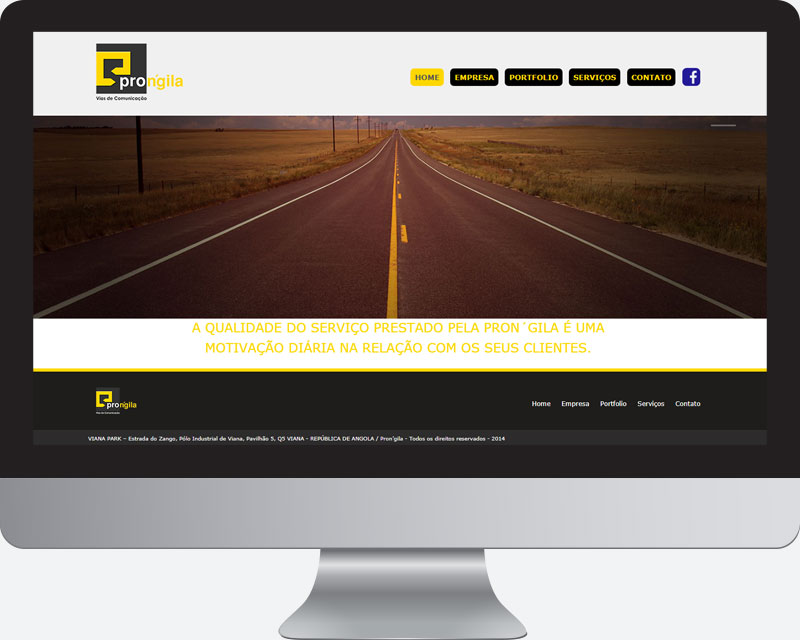 pron'gila
Vias de Comunicação
HOME EMPRESA PORTFOLIO SERVIÇOS CONTATO f
A QUALIDADE DO SERVIÇO PRESTADO PELA PRON´GILA É UMA
MOTIVAÇÃO DIÁRIA NA RELAÇÃO COM OS SEUS CLIENTES.
pron'gila
Vias de Comunicação
Home Empresa Portfolio Serviços Contato
VIANA PARK – Estrada do Zango, Pólo Industrial de Viana, Pavilhão 5, Q5 VIANA - REPÚBLICA DE ANGOLA / Pron'gila - Todos os direitos reservados - 2014